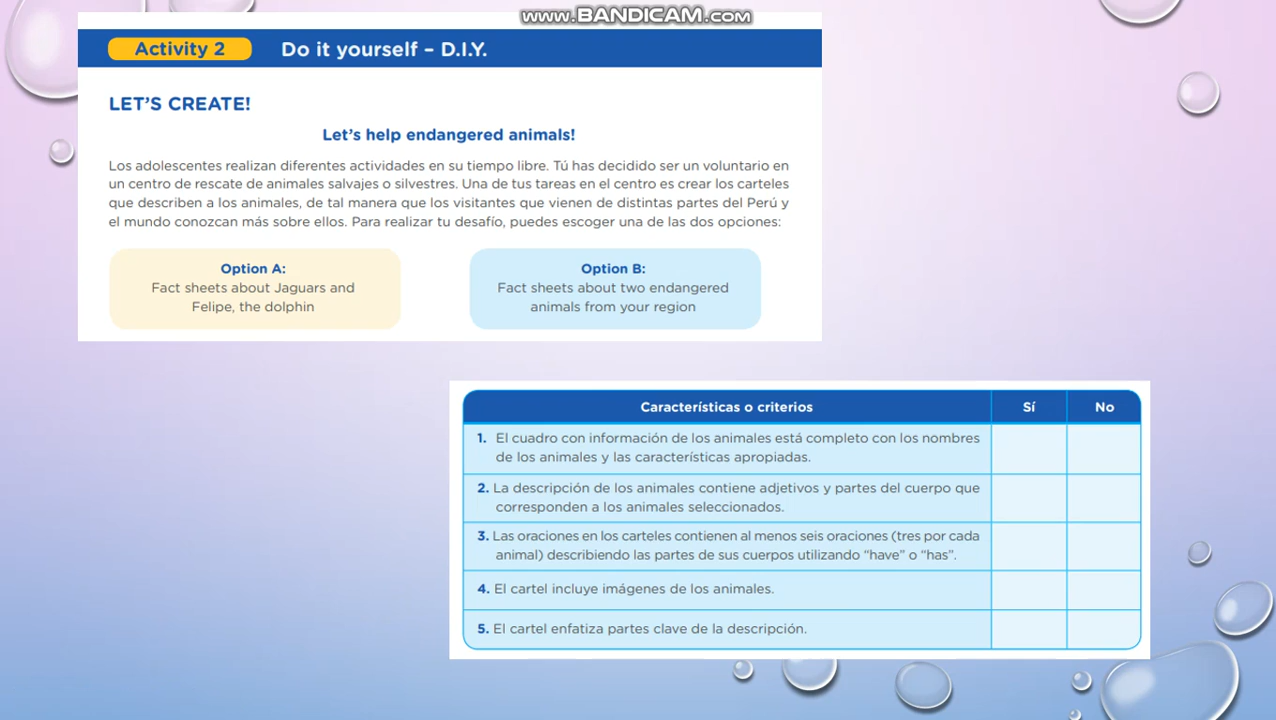 www.BANDICAM.com
Activity 2 Do it yourself – D.I.Y.
LET'S CREATE!
Let's help endangered animals!
Los adolescentes realizan diferentes actividades en su tiempo libre. Tú has decidido ser un voluntario en
un centro de rescate de animales salvajes o silvestres. Una de tus tareas en el centro es crear los carteles
que describen a los animales, de tal manera que los visitantes que vienen de distintas partes del Perú y
el mundo conozcan más sobre ellos. Para realizar tu desafío, puedes escoger una de las dos opciones:
Option A:
Fact sheets about Jaguars and
Felipe, the dolphin
Option B:
Fact sheets about two endangered
animals from your region
Características o criterios Sí No
1. El cuadro con información de los animales está completo con los nombres
de los animales y las características apropiadas.
2. La descripción de los animales contiene adjetivos y partes del cuerpo que
corresponden a los animales seleccionados.
3. Las oraciones en los carteles contienen al menos seis oraciones (tres por cada
animal) describiendo las partes de sus cuerpos utilizando “have” o “has”.
4. El cartel incluye imágenes de los animales.
5. El cartel enfatiza partes clave de la descripción.